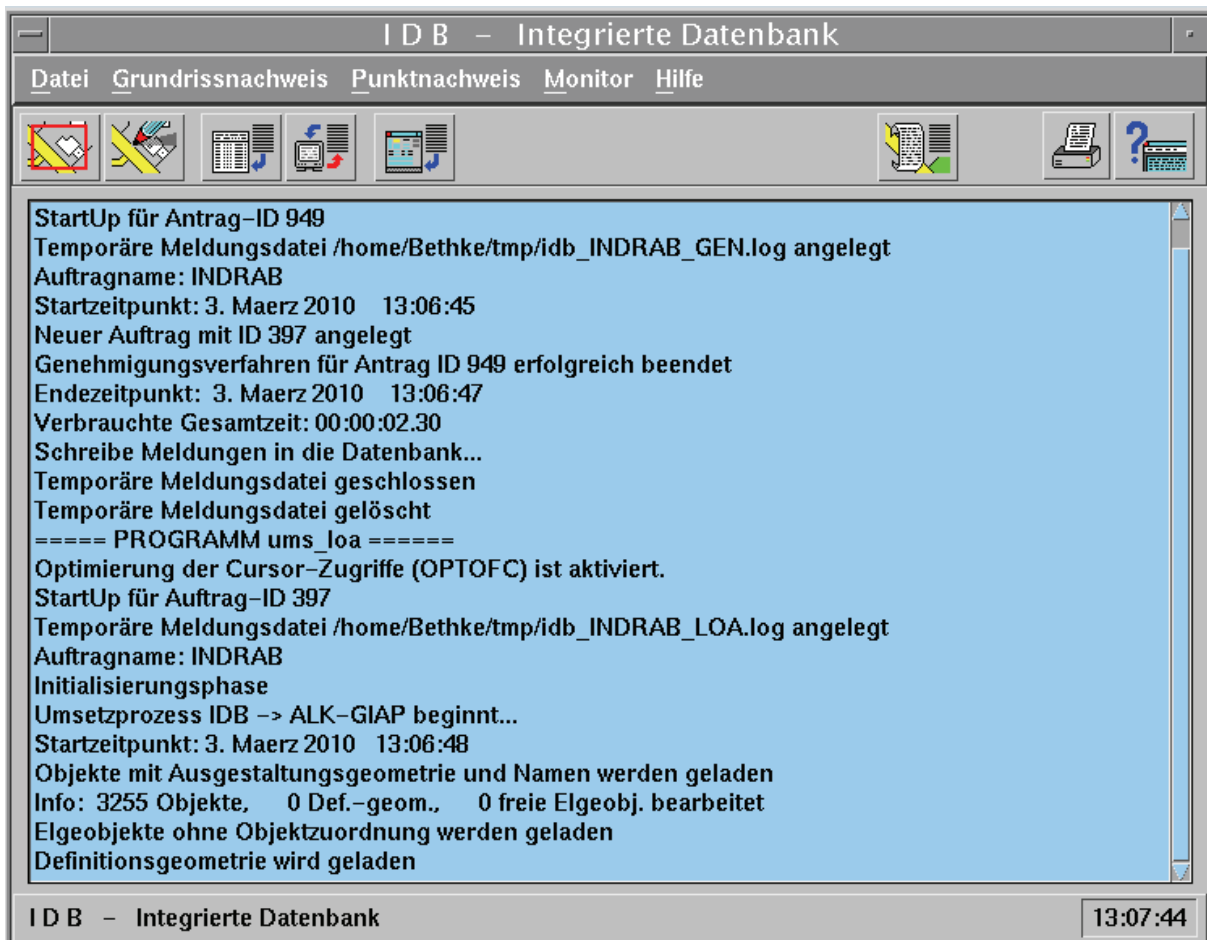 I D B – Integrierte Datenbank
Datei Grundrissnachweis Punktnachweis Monitor Hilfe
StartUp für Antrag–ID 949
Temporäre Meldungsdatei /home/Bethke/tmp/idb_INDRAB_GEN.log angelegt
Auftragname: INDRAB
Startzeitpunkt: 3. Maerz 2010 13:06:45
Neuer Auftrag mit ID 397 angelegt
Genehmigungsverfahren für Antrag ID 949 erfolgreich beendet
Endezeitpunkt: 3. Maerz 2010 13:06:47
Verbrauchte Gesamtzeit: 00:00:02.30
Schreibe Meldungen in die Datenbank...
Temporäre Meldungsdatei geschlossen
Temporäre Meldungsdatei gelöscht
===== PROGRAMM ums_loa ======
Optimierung der Cursor–Zugriffe (OPTOFC) ist aktiviert.
StartUp für Auftrag–ID 397
Temporäre Meldungsdatei /home/Bethke/tmp/idb_INDRAB_LOA.log angelegt
Auftragname: INDRAB
Initialisierungsphase
Umsetzprozess IDB –> ALK–GIAP beginnt...
Startzeitpunkt: 3. Maerz 2010 13:06:48
Objekte mit Ausgestaltungsgeometrie und Namen werden geladen
Info: 3255 Objekte, 0 Def.–geom., 0 freie Elgeobj. bearbeitet
Elgeobjekte ohne Objektzuordnung werden geladen
Definitionsgeometrie wird geladen
I D B – Integrierte Datenbank 13:07:44